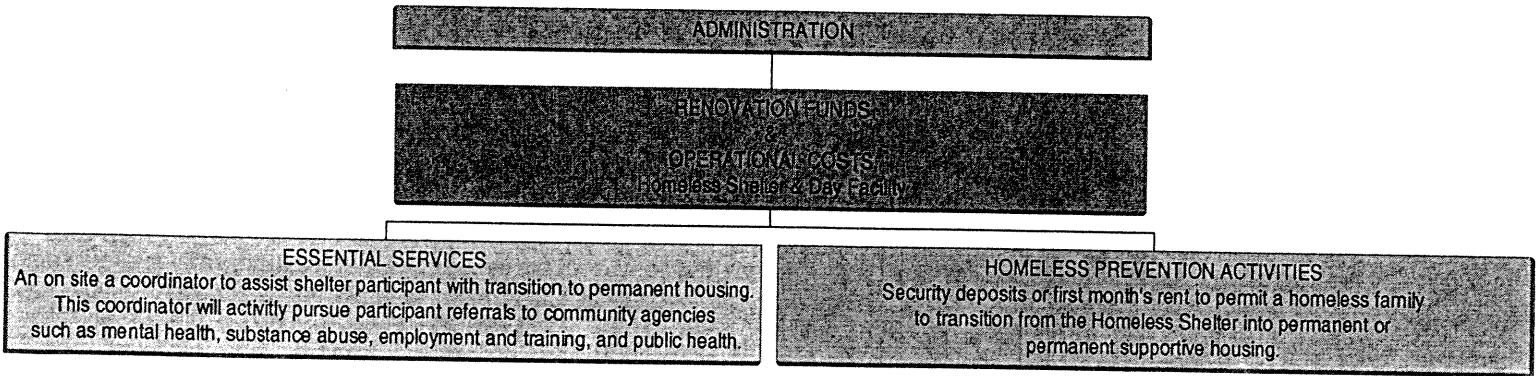 ADMINISTRATION
RENOVATION FUNDS
&
OPERATIONAL COSTS
Homeless Shelter & Day Facility
ESSENTIAL SERVICES
An on site a coordinator to assist shelter participant with transition to permanent housing.
This coordinator will activitly pursue participant referrals to community agencies
such as mental health, substance abuse, employment and training, and public health.
HOMELESS PREVENTION ACTIVITIES
Security deposits or first month's rent to permit a homeless family
to transition from the Homeless Shelter into permanent or
permanent supportive housing.